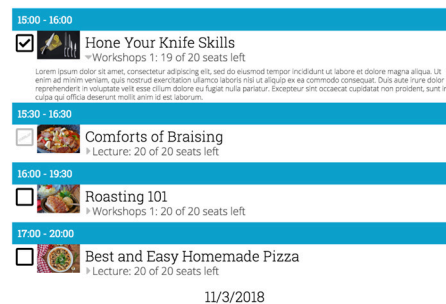 15:00 - 16:00
Hone Your Knife Skills
Workshops 1: 19 of 20 seats left
Lorem ipsum dolor sit amet, consectetur adipiscing elit, sed do eiusmod tempor incididunt ut labore et dolore magna aliqua. Ut
enim ad minim veniam, quis nostrud exercitation ullamco laboris nisi ut aliquip ex ea commodo consequat. Duis aute irure dolor
reprehenderit in voluptate velit esse cillum dolore eu fugiat nulla pariatur. Excepteur sint occaecat cupidatat non proident, sunt in
culpa qui officia deserunt mollit anim id est laborum.
15:30 - 16:30
Comforts of Braising
Lecture: 20 of 20 seats left
16:00 - 19:30
Roasting 101
Workshops 1: 20 of 20 seats left
17:00 - 20:00
Best and Easy Homemade Pizza
Lecture: 20 of 20 seats left
11/3/2018